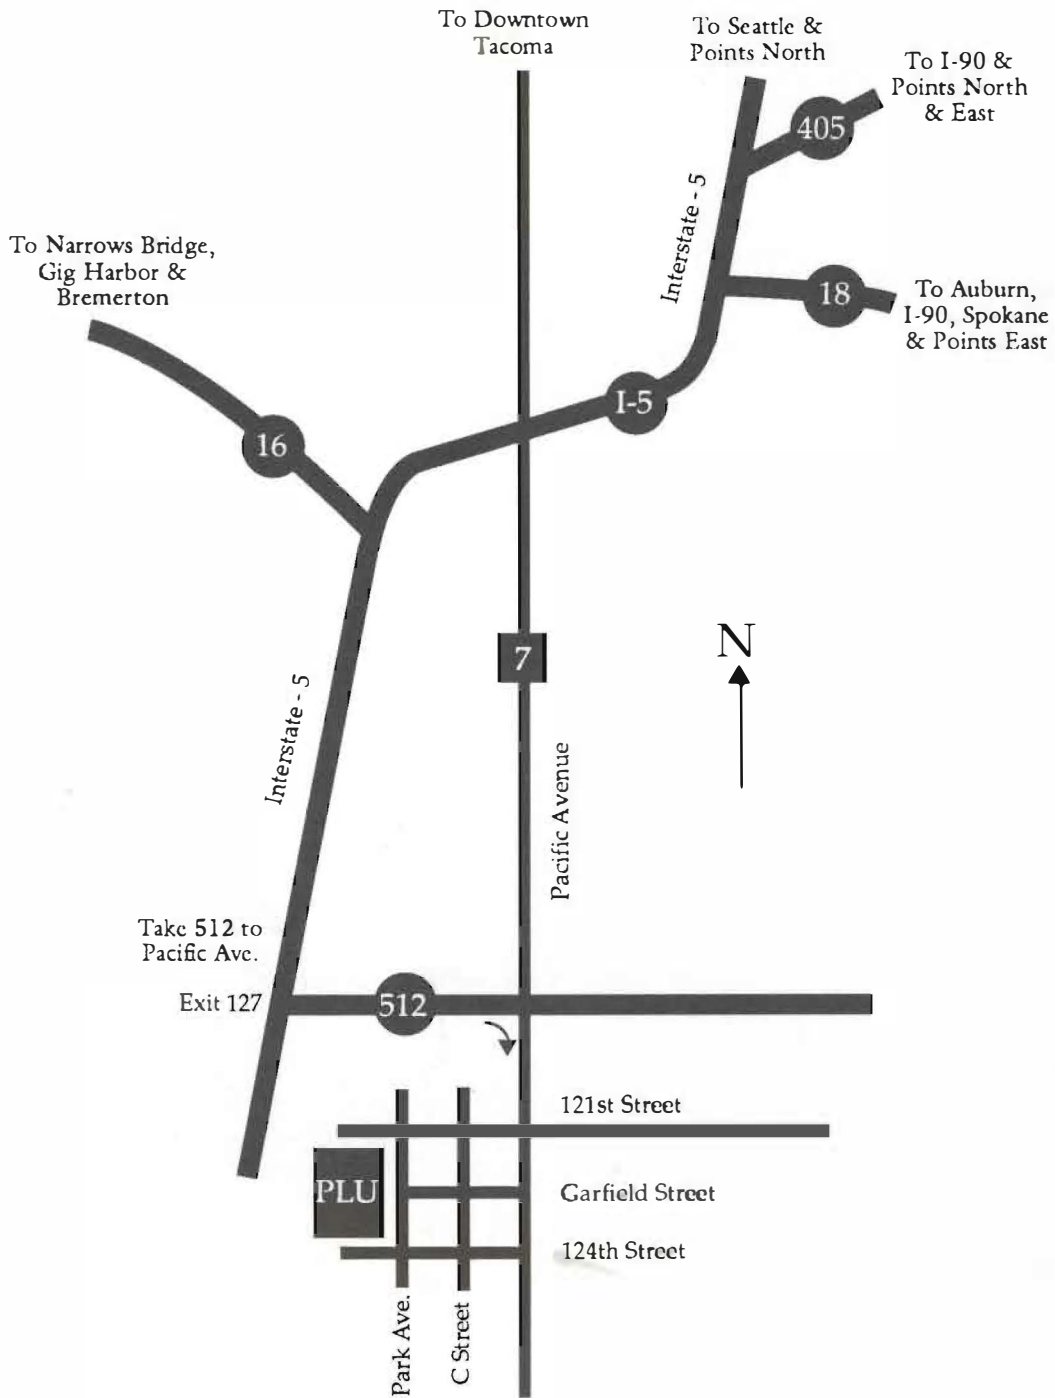 To Downtown
Tacoma
To Seattle &
Points North
To I-90 &
Points North
& East
405
Interstate - 5
To Narrows Bridge,
Gig Harbor &
Bremerton
18
To Auburn,
I-90, Spokane
& Points East
I-5
16
7
N
Interstate - 5
Pacific Avenue
Take 512 to
Pacific Ave.
Exit 127
512
121st Street
PLU
Garfield Street
124th Street
Park Ave.
C Street